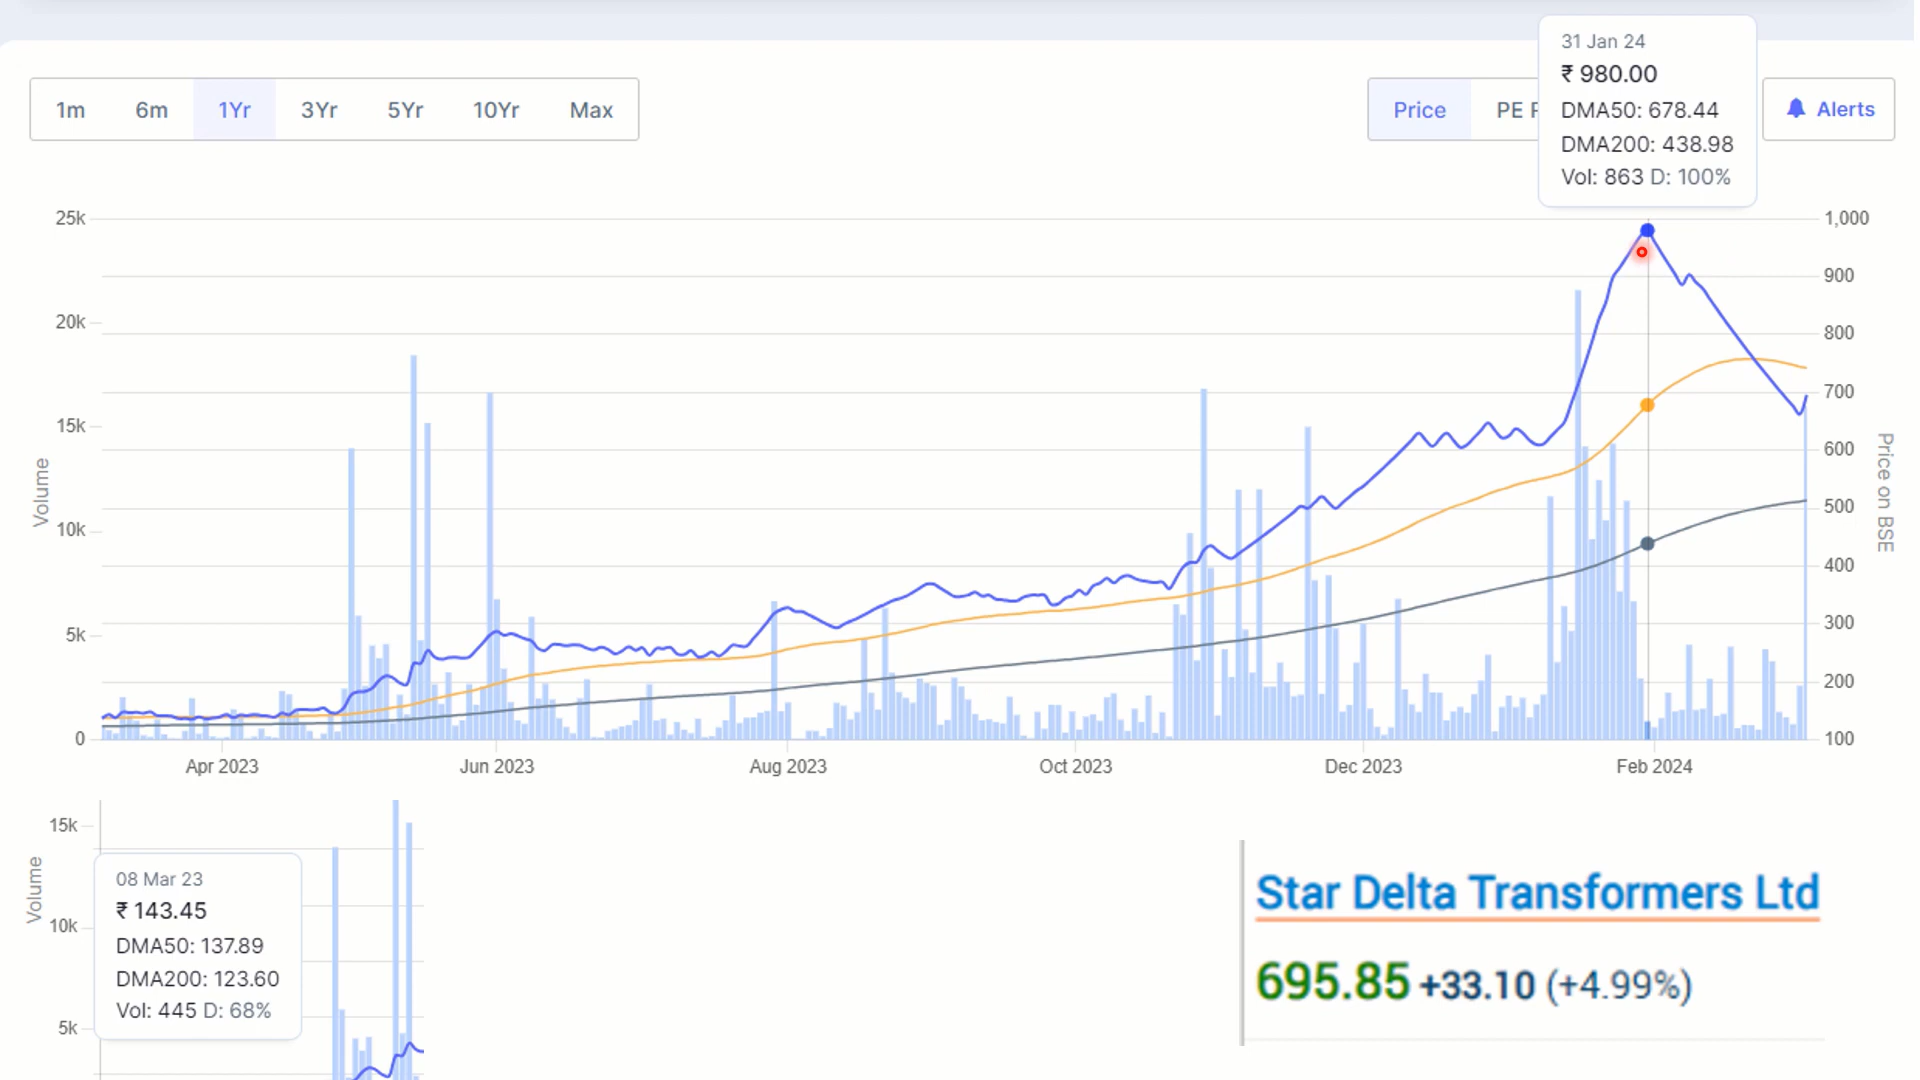 31 Jan 24
₹ 980.00
DMA50: 678.44
DMA200: 438.98
Vol: 863 D: 100%
1m 6m 1Yr 3Yr 5Yr 10Yr Max
Price PE
Alerts
25k
20k
15k
10k
5k
0
Volume
1,000
900
800
700
600
500
400
300
200
100
Price on BSE
Apr 2023 Jun 2023 Aug 2023 Oct 2023 Dec 2023 Feb 2024
15k
10k
5k
Volume
08 Mar 23
₹ 143.45
DMA50: 137.89
DMA200: 123.60
Vol: 445 D: 68%
Star Delta Transformers Ltd
695.85 +33.10 (+4.99%)